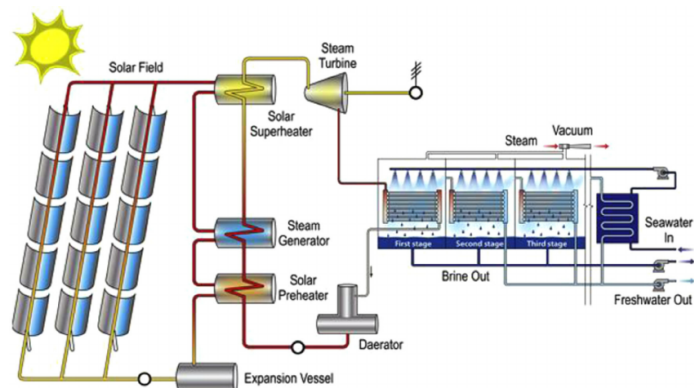 Solar Field
Steam
Turbine
Solar
Superheater
Steam
Vacuum
Steam
Generator
First stage
Second stage
Third stage
Seawater
In
Brine Out
Solar
Preheater
Freshwater Out
Daerator
Expansion Vessel